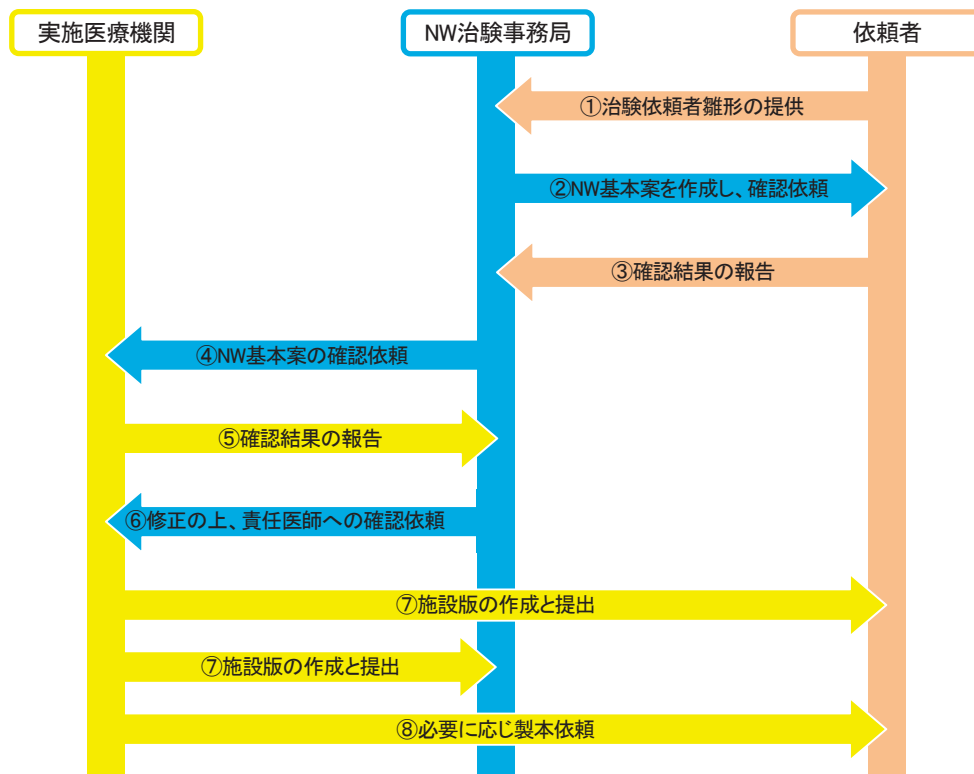 実施医療機関
NW治験事務局
依頼者
①治験依頼者雛形の提供
②NW基本案を作成し、確認依頼
③確認結果の報告
④NW基本案の確認依頼
⑤確認結果の報告
⑥修正の上、責任医師への確認依頼
⑦施設版の作成と提出
⑦施設版の作成と提出
⑧必要に応じ製本依頼